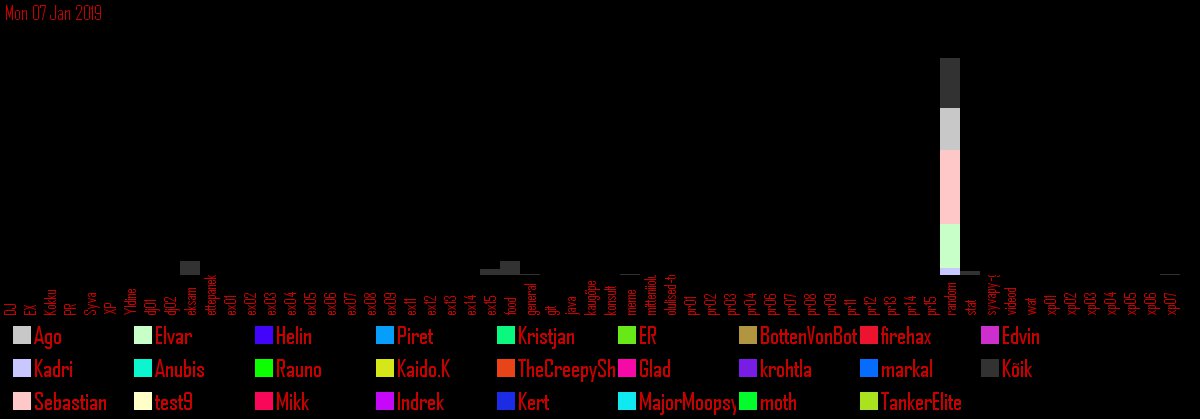 Mon 07 Jan 2019
DJ EX Kokku PR Syva XP Yldine dj01 dj02 eksam ettepanek ex01 ex02 ex03 ex04 ex05 ex06 ex07 ex08 ex09 ex11 ex12 ex13 ex14 ex15 food general git java kaugõpe konsult meme mitteniidil. olulised-h pr01 pr02 pr03 pr04 pr06 pr07 pr08 pr09 pr11 pr12 pr13 pr14 pr15 random stat syvapy-t videod wat xp01 xp02 xp03 xp04 xp05 xp06 xp07
Ago Elvar Helin Piret Kristjan ER BottenVonBot firehax Edvin
Kadri Anubis Rauno Kaido.K TheCreepySh Glad krohtla markal Kõik
Sebastian test9 Mikk Indrek Kert MajorMoopsy moth TankerElite